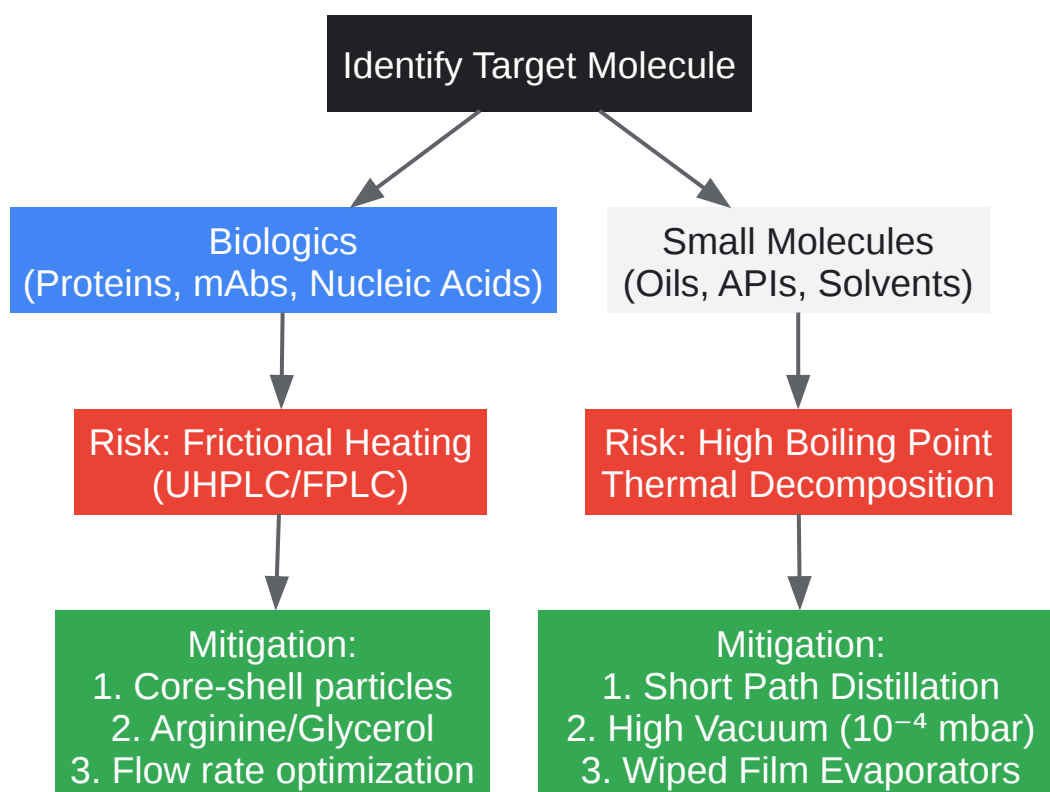 Identify Target Molecule
Biologics
(Proteins, mAbs, Nucleic Acids)
Small Molecules
(Oils, APIs, Solvents)
Risk: Frictional Heating
(UHPLC/FPLC)
Risk: High Boiling Point
Thermal Decomposition
Mitigation:
1. Core-shell particles
2. Arginine/Glycerol
3. Flow rate optimization
Mitigation:
1. Short Path Distillation
2. High Vacuum (10⁻⁴ mbar)
3. Wiped Film Evaporators